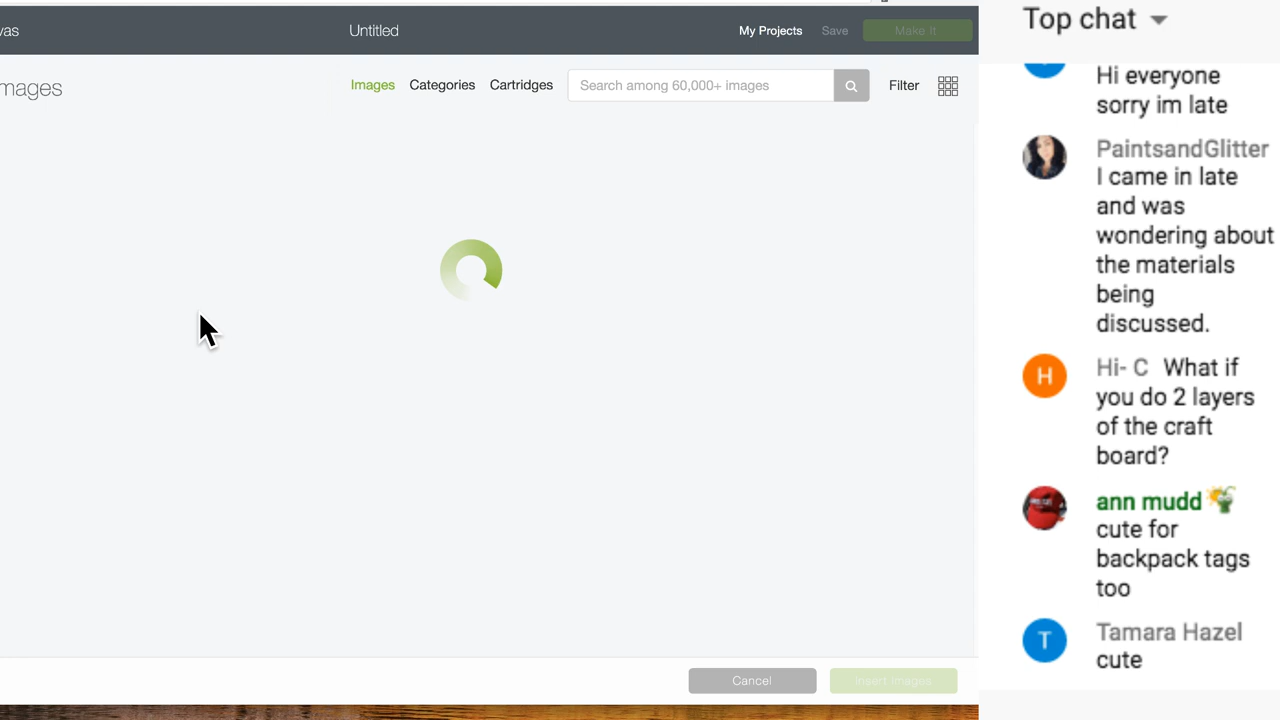 vas
Untitled
My Projects
Save
Make It
mages
Images
Categories
Cartridges
Search among 60,000+ images
Filter
Cancel
Insert Images
Top chat
Hi everyone
sorry im late
PaintsandGlitter
I came in late
and was
wondering about
the materials
being
discussed.
H
Hi- C What if
you do 2 layers
of the craft
board?
ann mudd
cute for
backpack tags
too
T
Tamara Hazel
cute